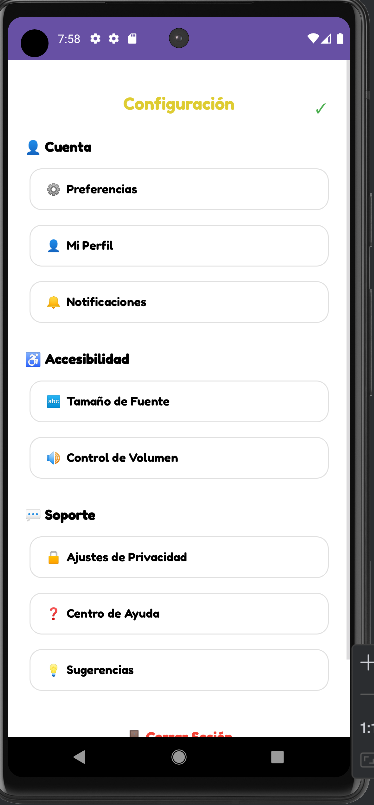 7:58
Configuración
✓
👤 Cuenta
⚙️ Preferencias
👤 Mi Perfil
🔔 Notificaciones
♿ Accesibilidad
🔤 Tamaño de Fuente
🔊 Control de Volumen
💬 Soporte
🔒 Ajustes de Privacidad
❓ Centro de Ayuda
💡 Sugerencias
Cerrar Sesión
1:1